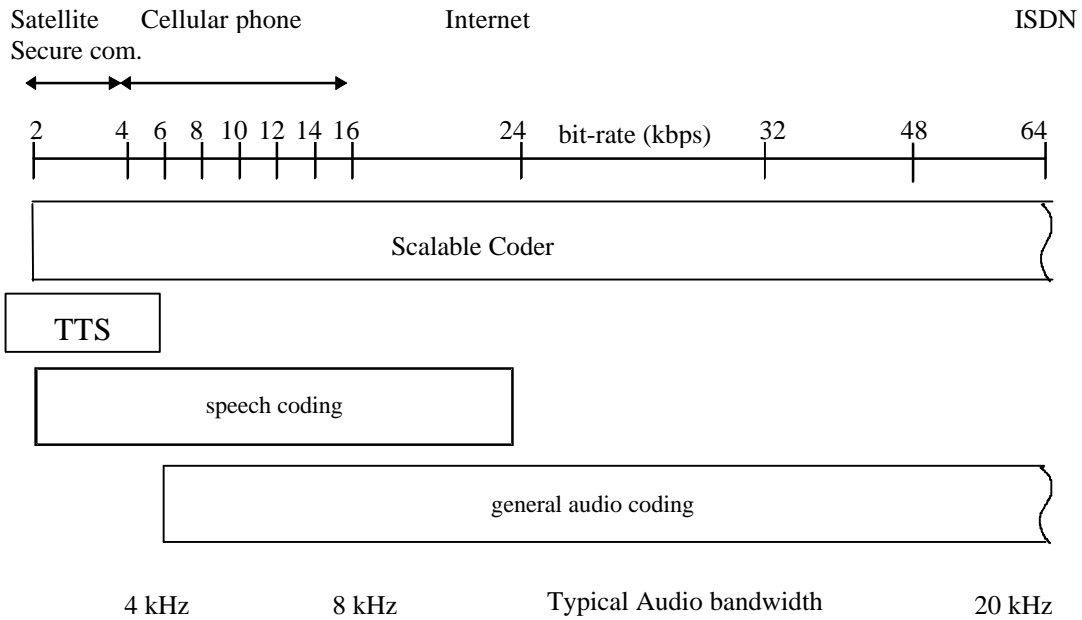 Satellite Cellular phone Internet ISDN
Secure com.
2 4 6 8 10 12 14 16 24 bit-rate (kbps) 32 48 64
Scalable Coder
TTS
speech coding
general audio coding
4 kHz 8 kHz Typical Audio bandwidth 20 kHz